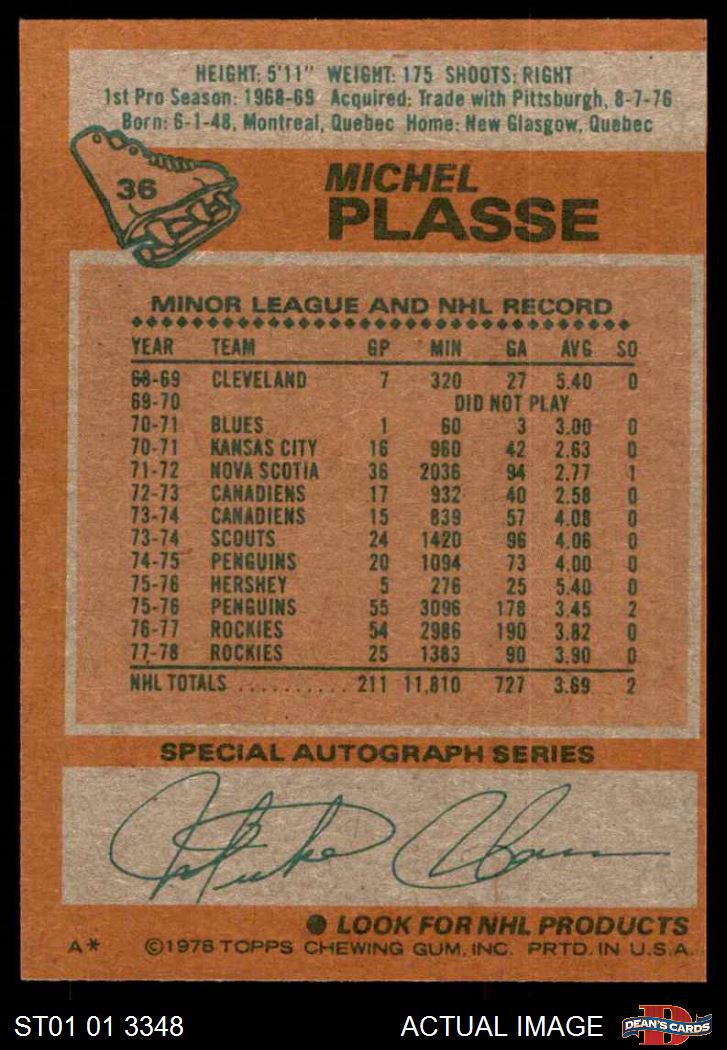 HEIGHT: 5'11" WEIGHT: 175 SHOOTS: RIGHT
1st Pro Season: 1968-69 Acquired: Trade with Pittsburgh, 8-7-76
Born: 6-1-48, Montreal, Quebec Home: New Glasgow, Quebec
36
MICHEL
PLASSE
MINOR LEAGUE AND NHL RECORD
YEAR TEAM GP MIN GA AVG SO
68-69 CLEVELAND 7 320 27 5.40 0
69-70 DID NOT PLAY
70-71 BLUES 1 60 3 3.00 0
70-71 KANSAS CITY 16 960 42 2.63 0
71-72 NOVA SCOTIA 36 2036 94 2.77 1
72-73 CANADIENS 17 932 40 2.58 0
73-74 CANADIENS 15 839 57 4.08 0
73-74 SCOUTS 24 1420 96 4.06 0
74-75 PENGUINS 20 1094 73 4.00 0
75-76 HERSHEY 5 276 25 5.40 0
75-76 PENGUINS 55 3096 178 3.45 2
76-77 ROCKIES 54 2986 190 3.82 0
77-78 ROCKIES 25 1383 90 3.90 0
NHL TOTALS .......... 211 11,810 727 3.69 2
SPECIAL AUTOGRAPH SERIES
● LOOK FOR NHL PRODUCTS
A* ©1978 TOPPS CHEWING GUM, INC. PRTD. IN U.S.A.
ST01 01 3348 ACTUAL IMAGE D DEAN'S CARDS